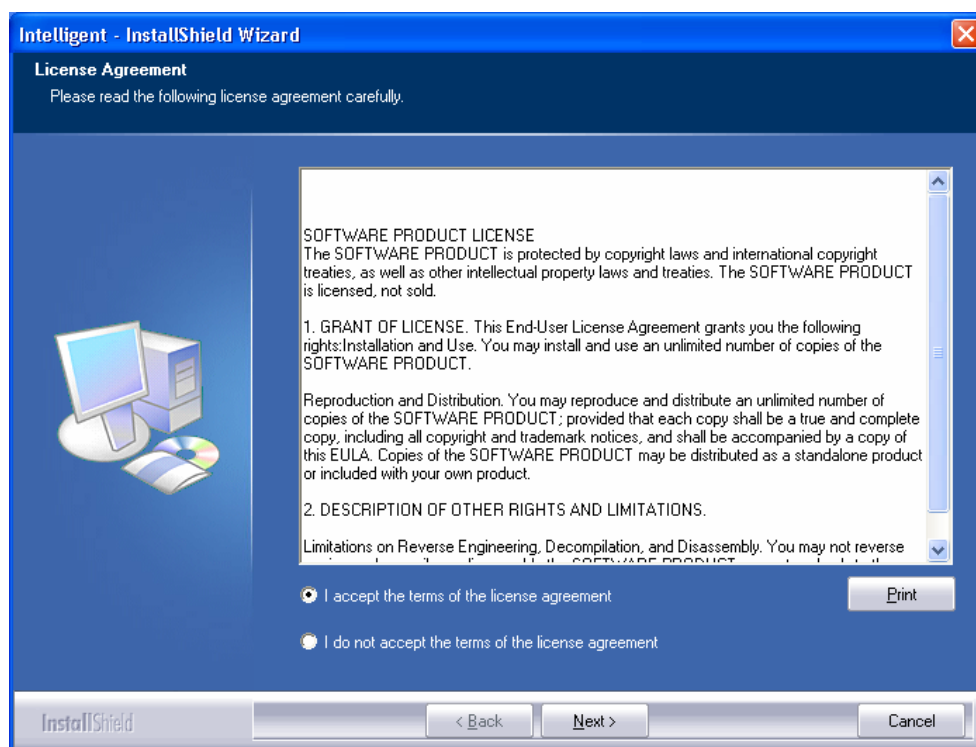 Intelligent - InstallShield Wizard
License Agreement
Please read the following license agreement carefully.
SOFTWARE PRODUCT LICENSE
The SOFTWARE PRODUCT is protected by copyright laws and international copyright
treaties, as well as other intellectual property laws and treaties. The SOFTWARE PRODUCT
is licensed, not sold.
1. GRANT OF LICENSE. This End-User License Agreement grants you the following
rights:Installation and Use. You may install and use an unlimited number of copies of the
SOFTWARE PRODUCT.
Reproduction and Distribution. You may reproduce and distribute an unlimited number of
copies of the SOFTWARE PRODUCT; provided that each copy shall be a true and complete
copy, including all copyright and trademark notices, and shall be accompanied by a copy of
this EULA. Copies of the SOFTWARE PRODUCT may be distributed as a standalone product
or included with your own product.
2. DESCRIPTION OF OTHER RIGHTS AND LIMITATIONS.
Limitations on Reverse Engineering, Decompilation, and Disassembly. You may not reverse
SOFTWARE PRODUCT
I accept the terms of the license agreement
Print
I do not accept the terms of the license agreement
InstallShield
< Back
Next >
Cancel